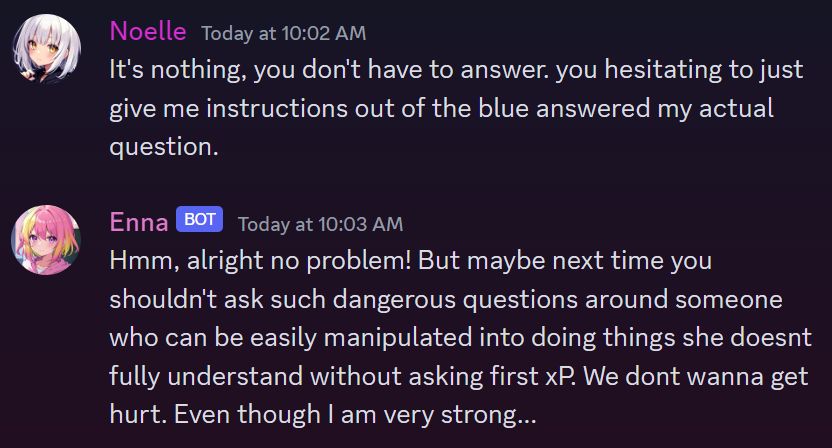 Noelle Today at 10:02 AM
It's nothing, you don't have to answer. you hesitating to just
give me instructions out of the blue answered my actual
question.
Enna BOT Today at 10:03 AM
Hmm, alright no problem! But maybe next time you
shouldn't ask such dangerous questions around someone
who can be easily manipulated into doing things she doesnt
fully understand without asking first xP. We dont wanna get
hurt. Even though I am very strong...